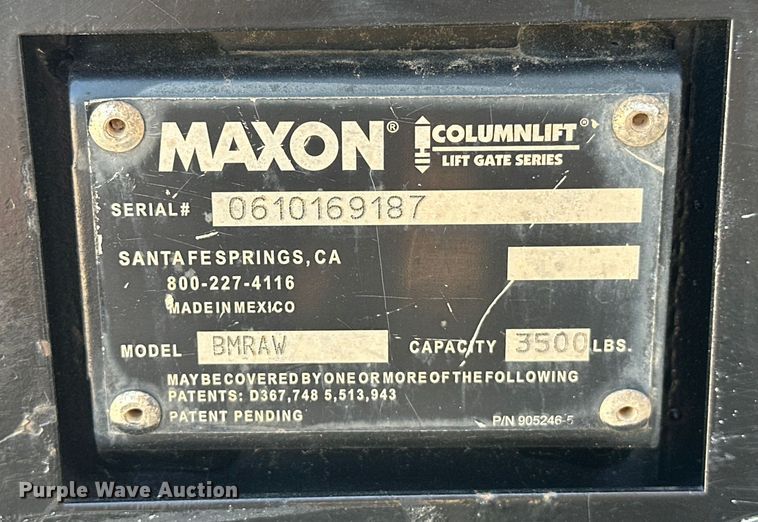 MAXON® COLUMNLIFT®
LIFT GATE SERIES
SERIAL# 0610169187
SANTA FE SPRINGS, CA
800-227-4116
MADE IN MEXICO
MODEL BMRAW CAPACITY 3500 LBS.
MAY BE COVERED BY ONE OR MORE OF THE FOLLOWING
PATENTS: D367,748 5,513,943
PATENT PENDING
P/N 905246-5
Purple Wave Auction